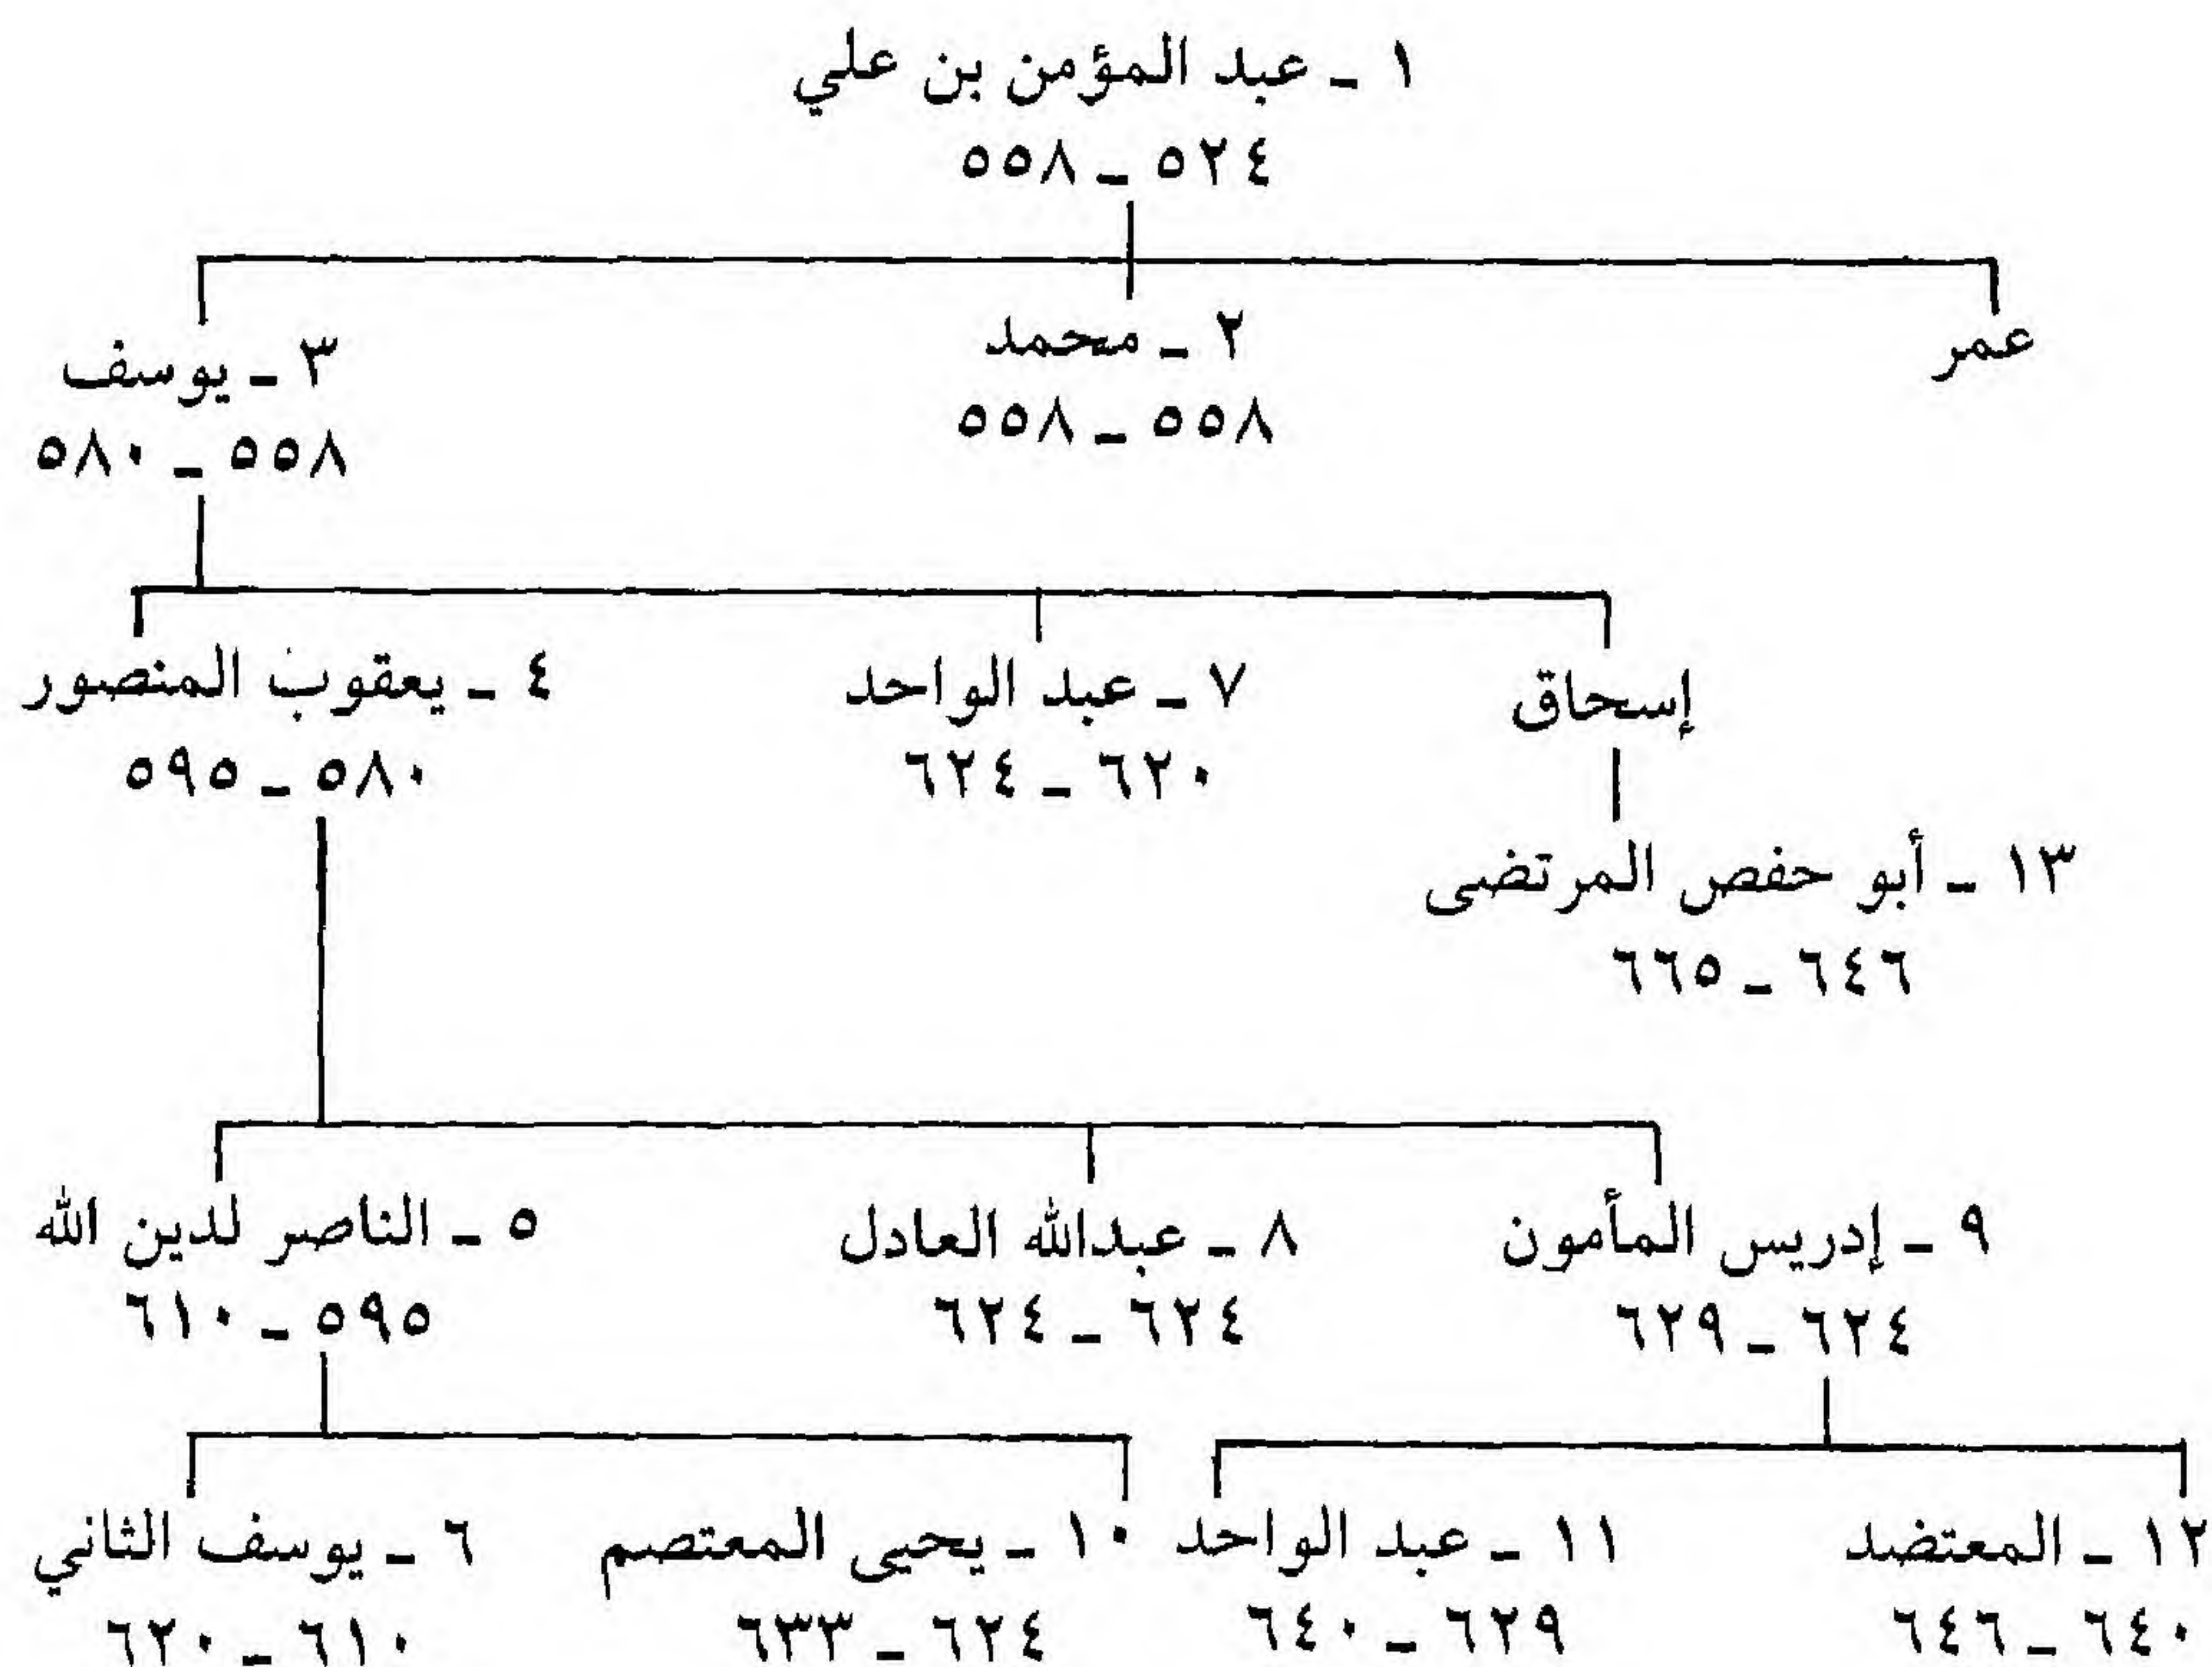 ١ ـ عبد المؤمن بن علي
٥٢٤ ـ ٥٥٨
عمر
٢ ـ محمد
٥٥٨ ـ ٥٥٨
٣ ـ يوسف
٥٥٨ ـ ٥٨٠
إسحاق
٧ ـ عبد الواحد
٦٢٠ ـ ٦٢٤
٤ ـ يعقوب المنصور
٥٨٠ ـ ٥٩٥
١٣ ـ أبو حفص المرتضى
٦٤٦ ـ ٦٦٥
٩ ـ إدريس المأمون
٦٢٤ ـ ٦٢٩
٨ ـ عبدالله العادل
٦٢٤ ـ ٦٢٤
٥ ـ الناصر لدين الله
٥٩٥ ـ ٦١٠
١٢ ـ المعتضد
٦٤٠ ـ ٦٤٦
١١ ـ عبد الواحد
٦٢٩ ـ ٦٤٠
١٠ ـ يحيى المعتصم
٦٢٤ ـ ٦٣٣
٦ ـ يوسف الثاني
٦١٠ ـ ٦٢٠